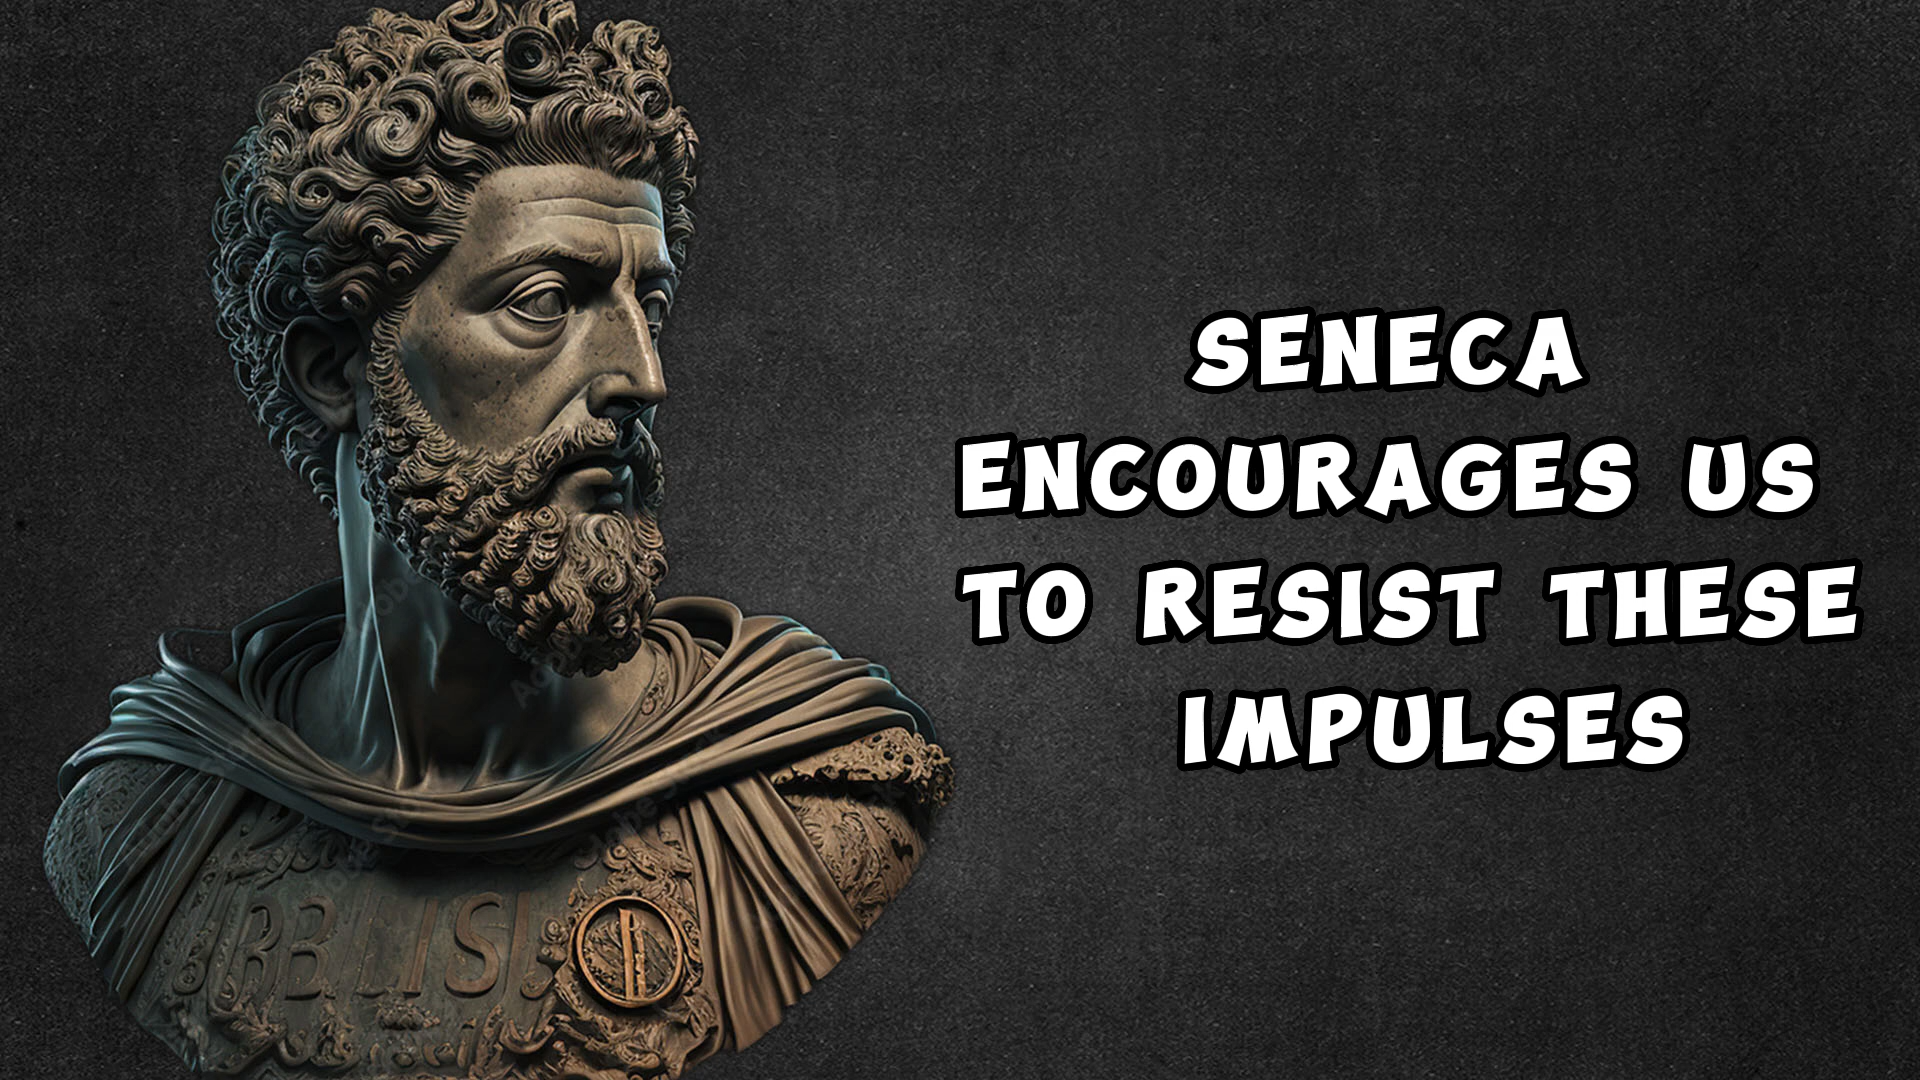 SENECA
ENCOURAGES US
TO RESIST THESE
IMPULSES